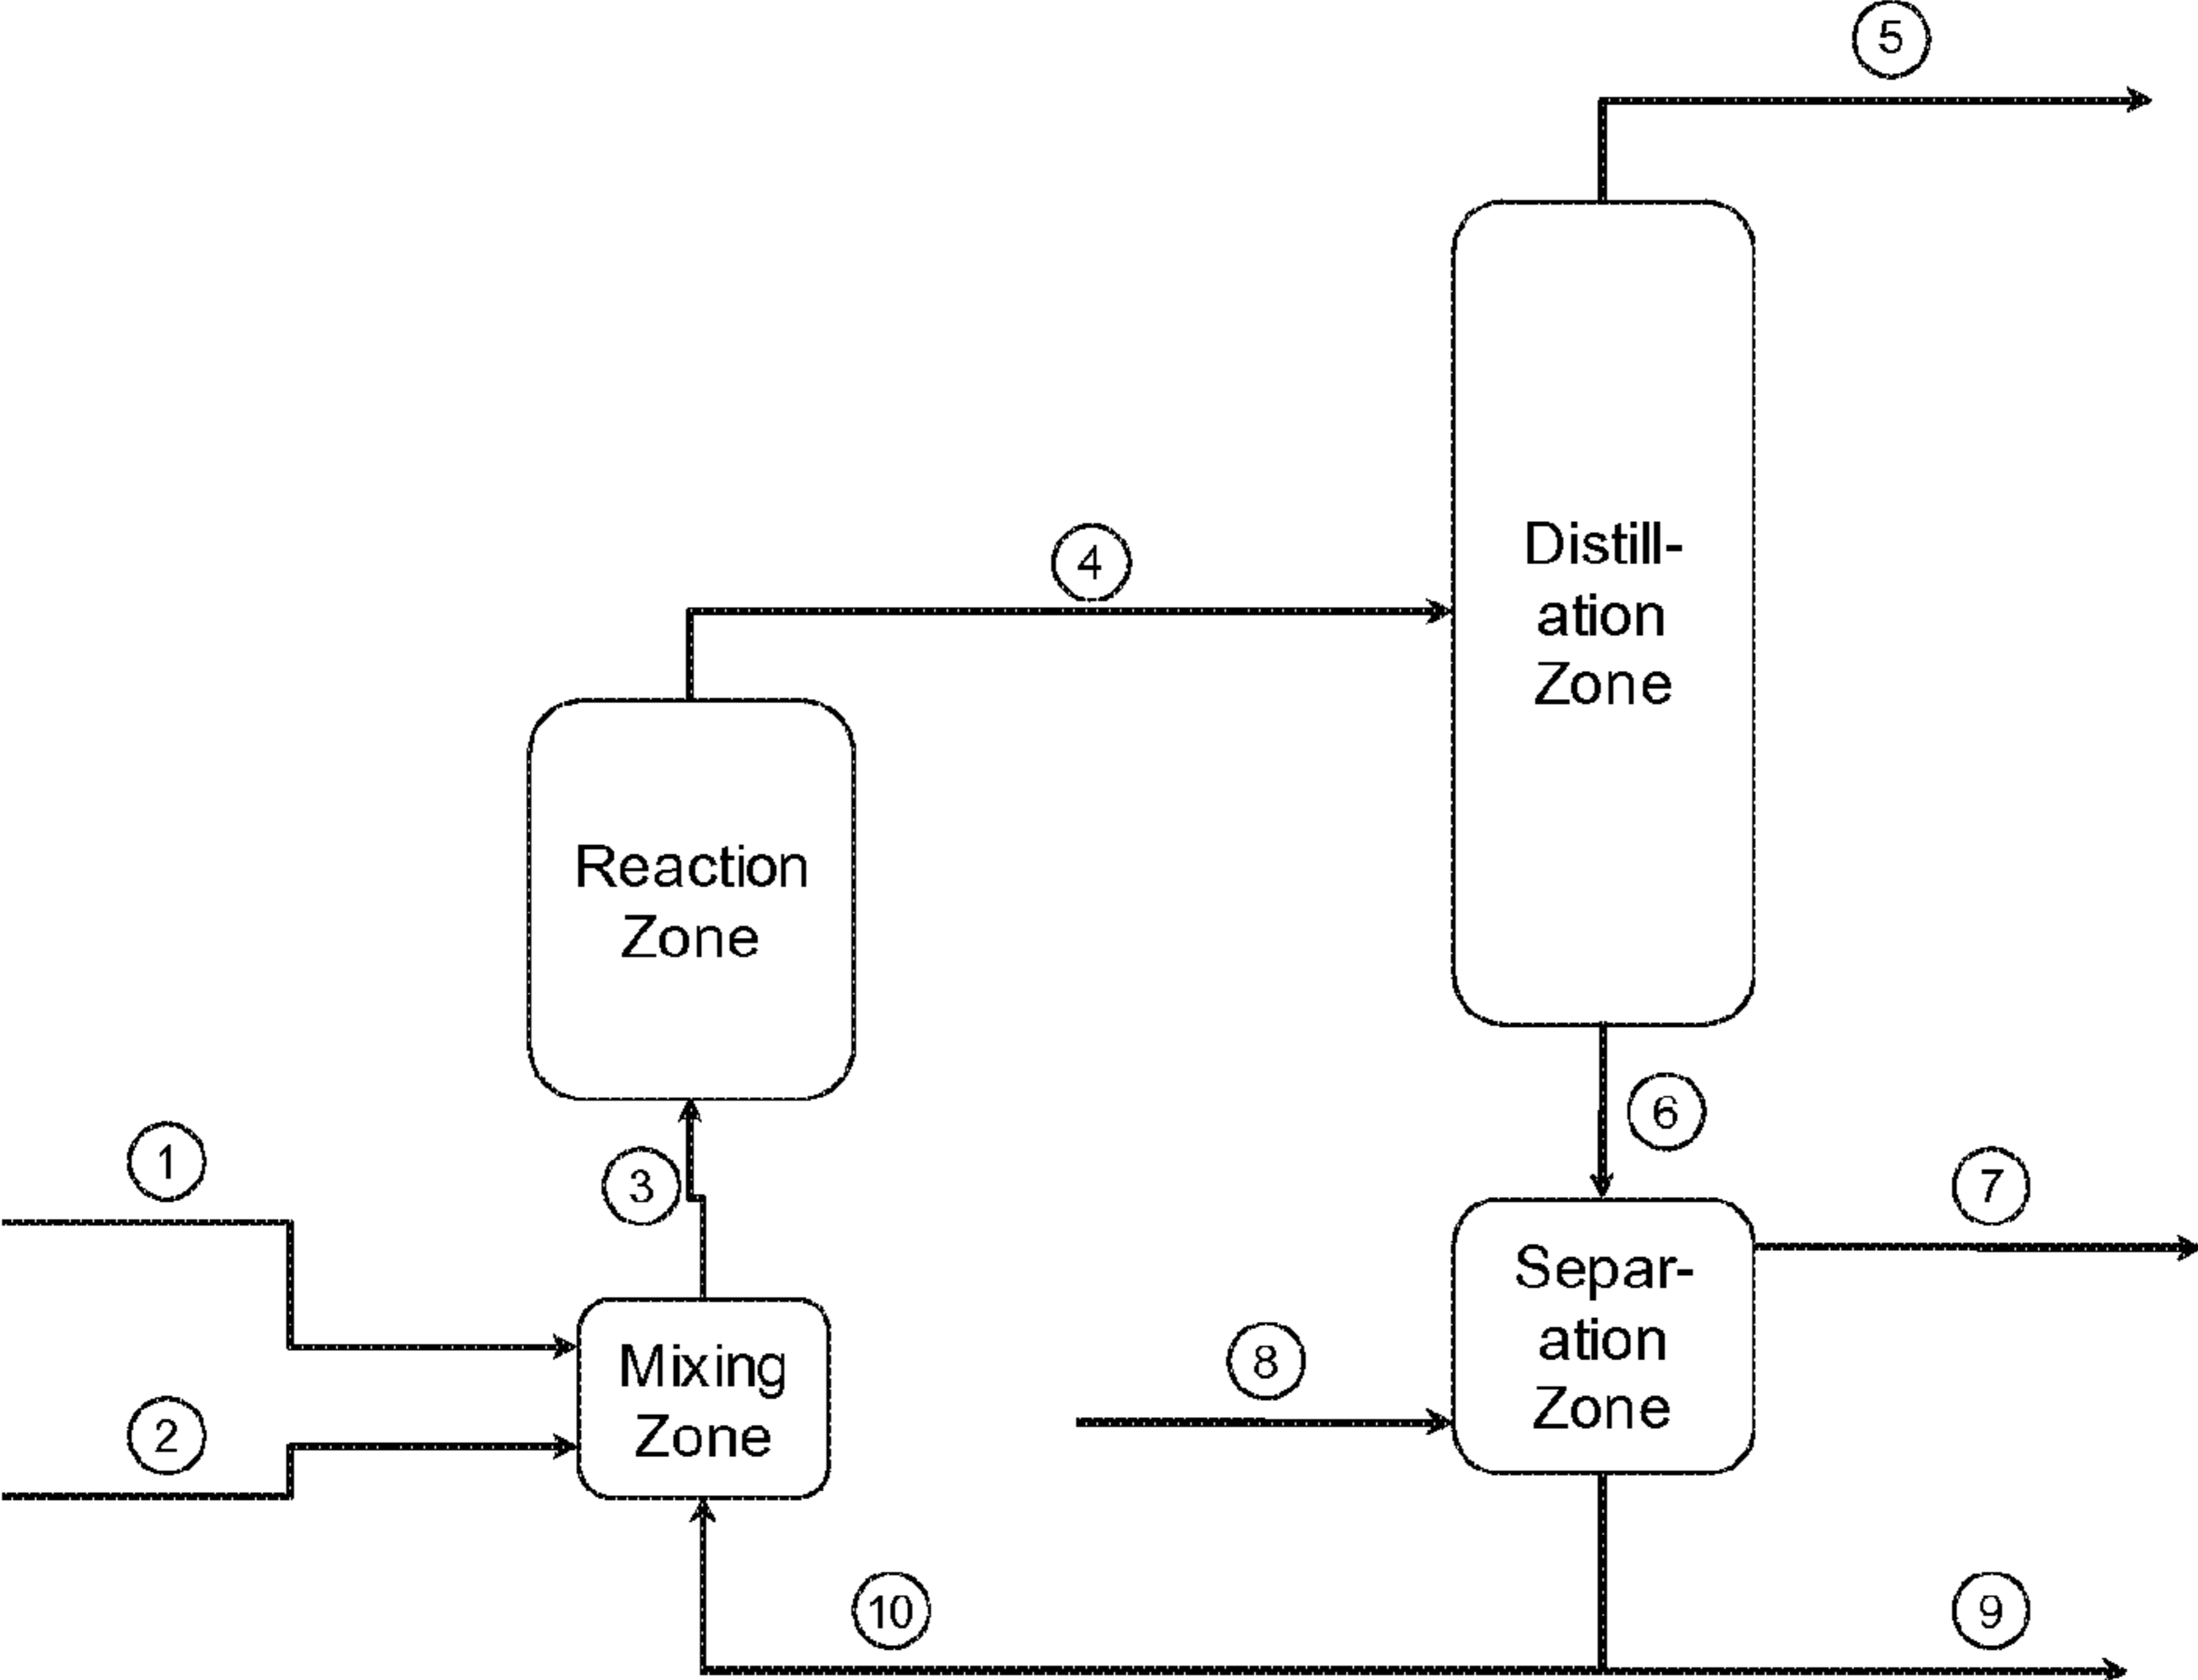 5
4
Distill-
ation
Zone
Reaction
Zone
6
1
3
7
Separ-
ation
Zone
Mixing
Zone
8
2
10
9